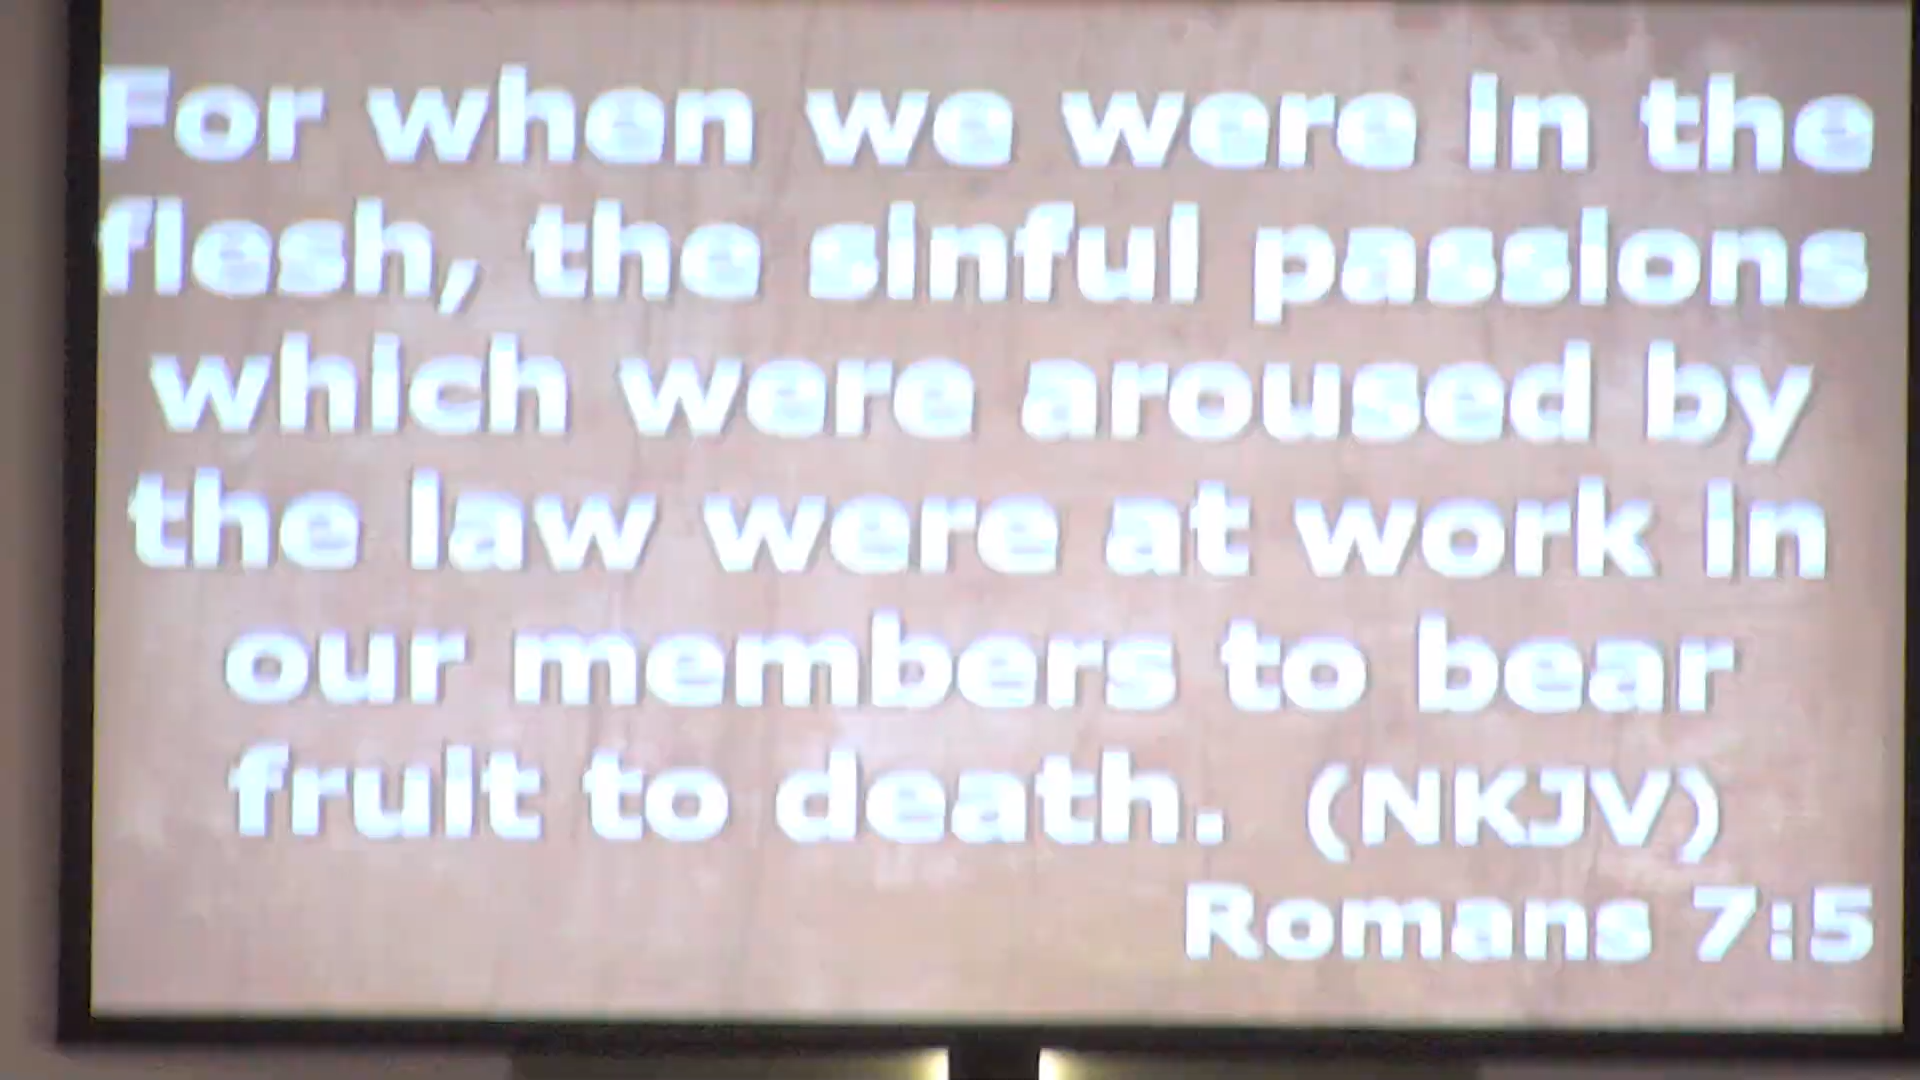 For when we were in the
flesh, the sinful passions
which were aroused by
the law were at work in
our members to bear
fruit to death. (NKJV)
Romans 7:5